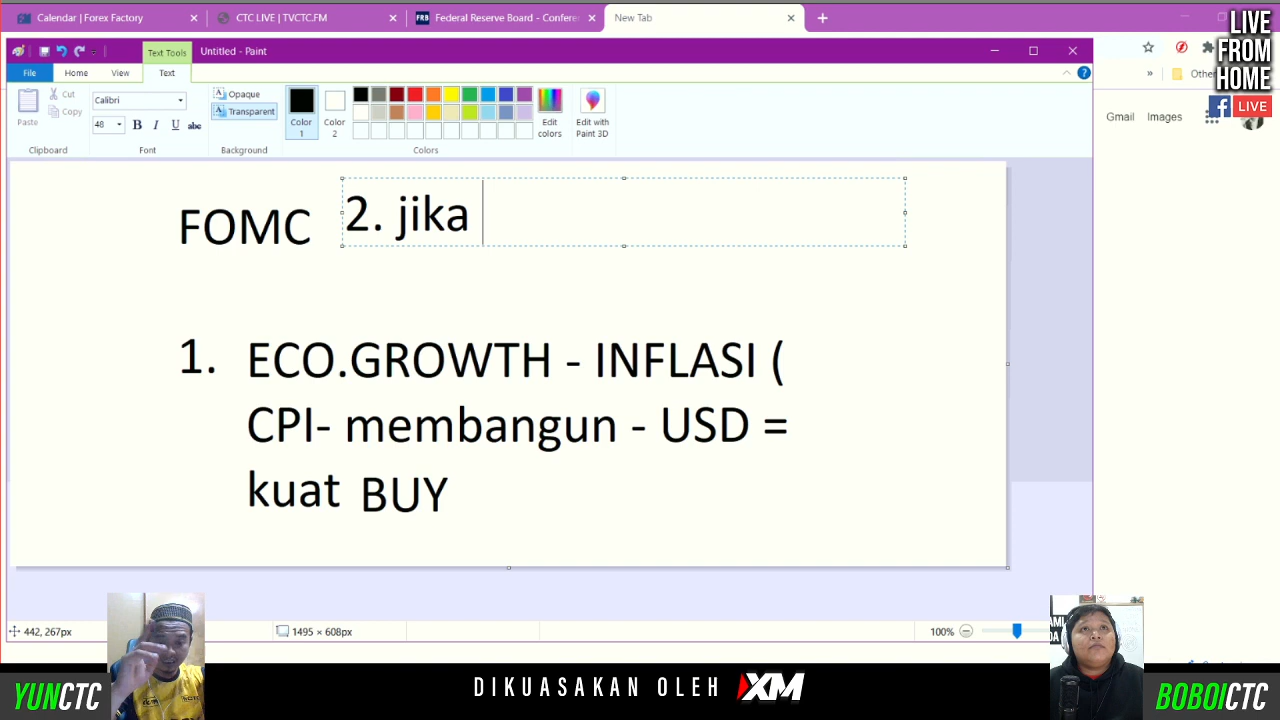 Calendar | Forex Factory
CTC LIVE | TVCTC.FM
FRB
Federal Reserve Board - Confere
New Tab
LIVE
FROM
HOME
LIVE
Text Tools
Untitled - Paint
File
Home
View
Text
Paste
Cut
Copy
Clipboard
Calibri
48
B I U abc
Font
Opaque
Transparent
Background
Color
1
Color
2
Edit
colors
Edit with
Paint 3D
Colors
Other
Gmail Images
FOMC
2. jika
1. ECO.GROWTH - INFLASI (
CPI- membangun - USD =
kuat BUY
442, 267px
1495 × 608px
100%
YUNCTC
DIKUASAKAN OLEH XM
BOBOICTC